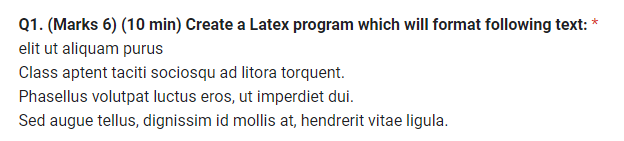 Q1. (Marks 6) (10 min) Create a Latex program which will format following text: *
elit ut aliquam purus
Class aptent taciti sociosqu ad litora torquent.
Phasellus volutpat luctus eros, ut imperdiet dui.
Sed augue tellus, dignissim id mollis at, hendrerit vitae ligula.